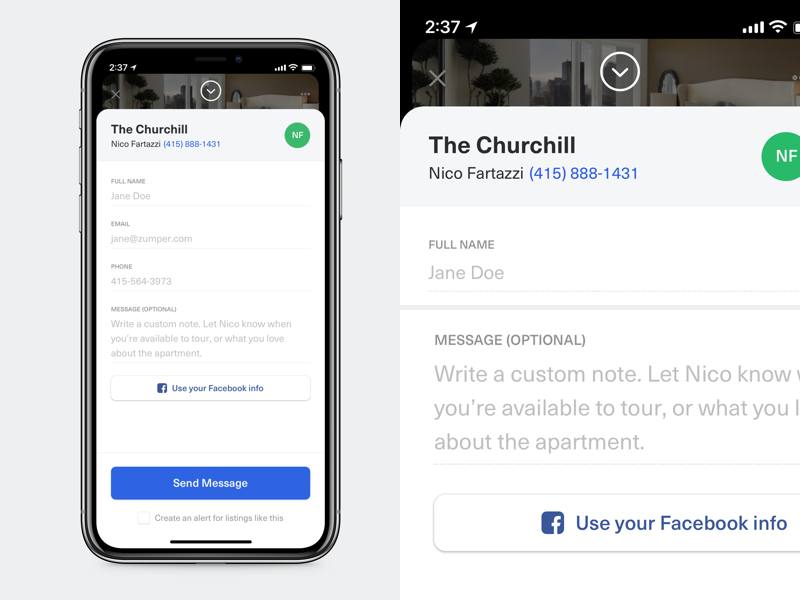 2:37
The Churchill
Nico Fartazzi (415) 888-1431
NF
FULL NAME
Jane Doe
EMAIL
jane@zumper.com
PHONE
415-564-3973
MESSAGE (OPTIONAL)
Write a custom note. Let Nico know when
you're available to tour, or what you love
about the apartment.
Use your Facebook info
Send Message
Create an alert for listings like this
2:37
The Churchill
Nico Fartazzi (415) 888-1431
NF
FULL NAME
Jane Doe
MESSAGE (OPTIONAL)
Write a custom note. Let Nico know
you're available to tour, or what you l
about the apartment.
Use your Facebook info